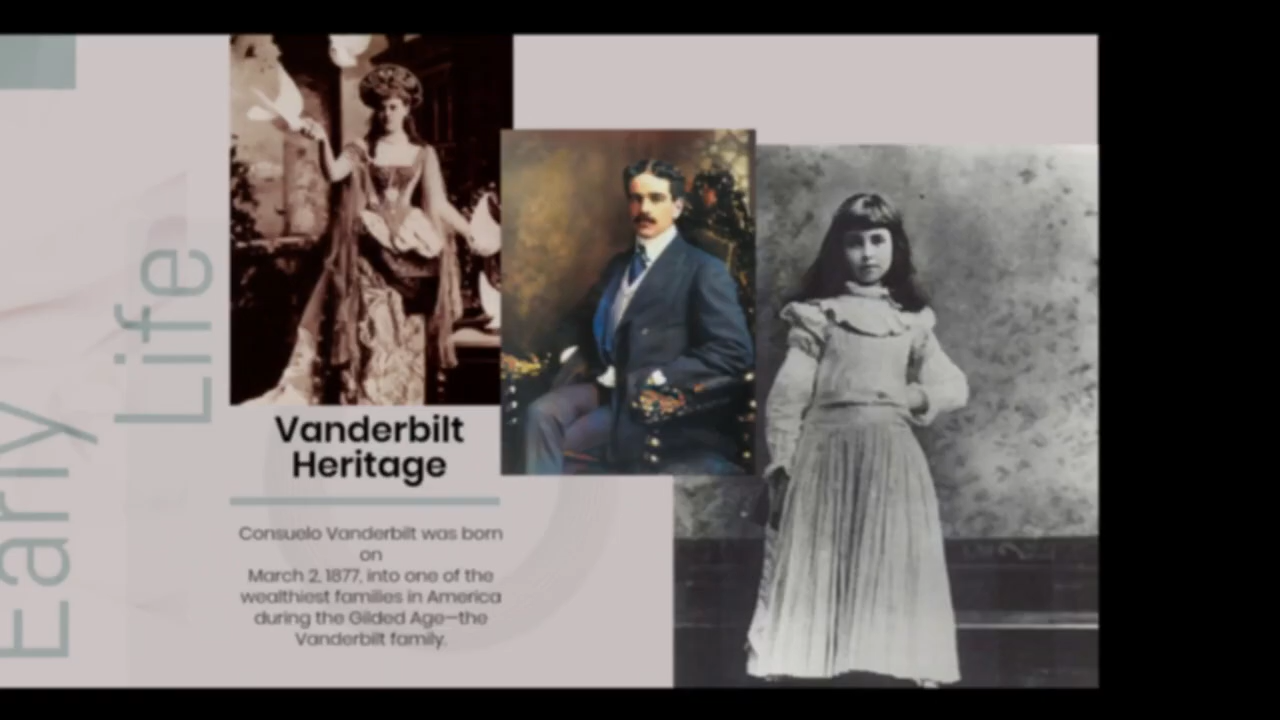 Early
Life
Vanderbilt
Heritage
Consuelo Vanderbilt was born
on
March 2, 1877, into one of the
wealthiest families in America
during the Gilded Age—the
Vanderbilt family.